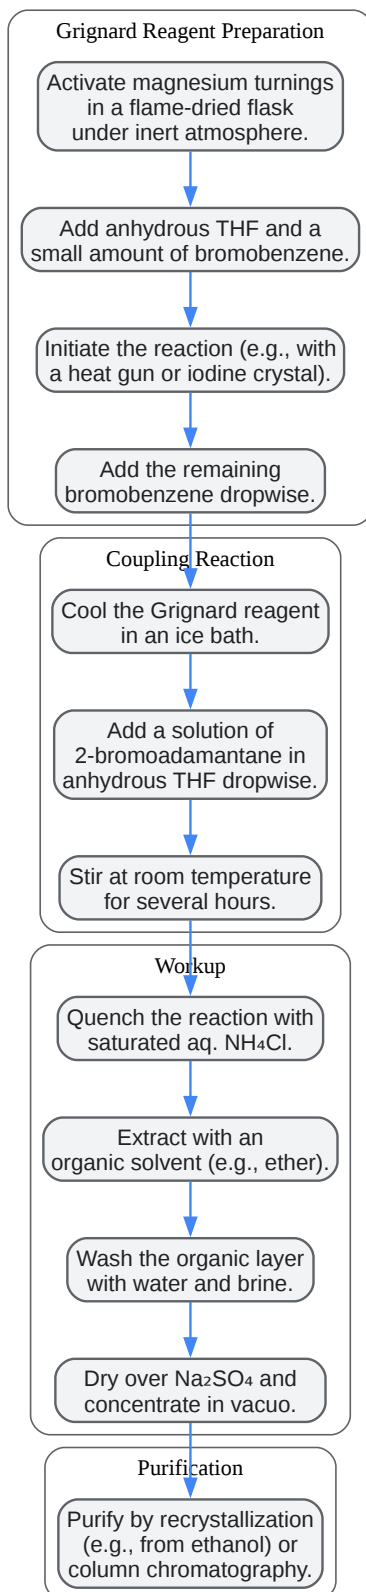 Grignard Reagent Preparation
Activate magnesium turnings
in a flame-dried flask
under inert atmosphere.
Add anhydrous THF and a
small amount of bromobenzene.
Initiate the reaction (e.g., with
a heat gun or iodine crystal).
Add the remaining
bromobenzene dropwise.
Coupling Reaction
Cool the Grignard reagent
in an ice bath.
Add a solution of
2-bromoadamantane in
anhydrous THF dropwise.
Stir at room temperature
for several hours.
Workup
Quench the reaction with
saturated aq. NH₄Cl.
Extract with an
organic solvent (e.g., ether).
Wash the organic layer
with water and brine.
Dry over Na₂SO₄ and
concentrate in vacuo.
Purification
Purify by recrystallization
(e.g., from ethanol) or
column chromatography.